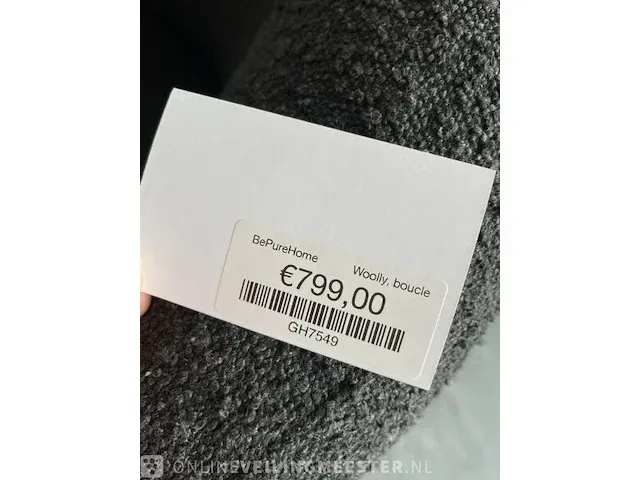 BePureHome
Woolly, boucle
€799,00
GH7549
ONLINEVEILINGMEESTER.NL